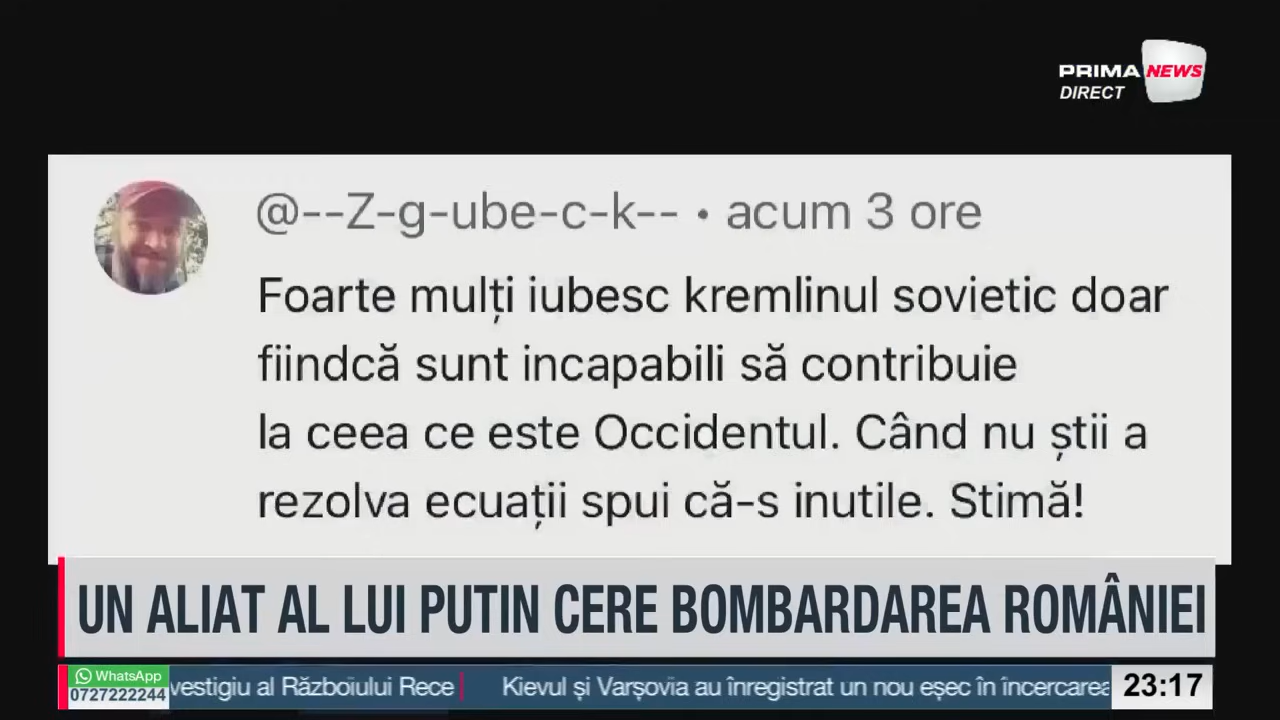 PRIMA NEWS
DIRECT
@--Z-g-ube-c-k-- • acum 3 ore
Foarte mulți iubesc kremlinul sovietic doar
fiindcă sunt incapabili să contribuie
la ceea ce este Occidentul. Când nu știi a
rezolva ecuații spui că-s inutile. Stimă!
UN ALIAT AL LUI PUTIN CERE BOMBARDAREA ROMÂNIEI
WhatsApp
0727222244
vestigiu al Războiului Rece | Kievul și Varșovia au înregistrat un nou eșec în încercarea
23:17